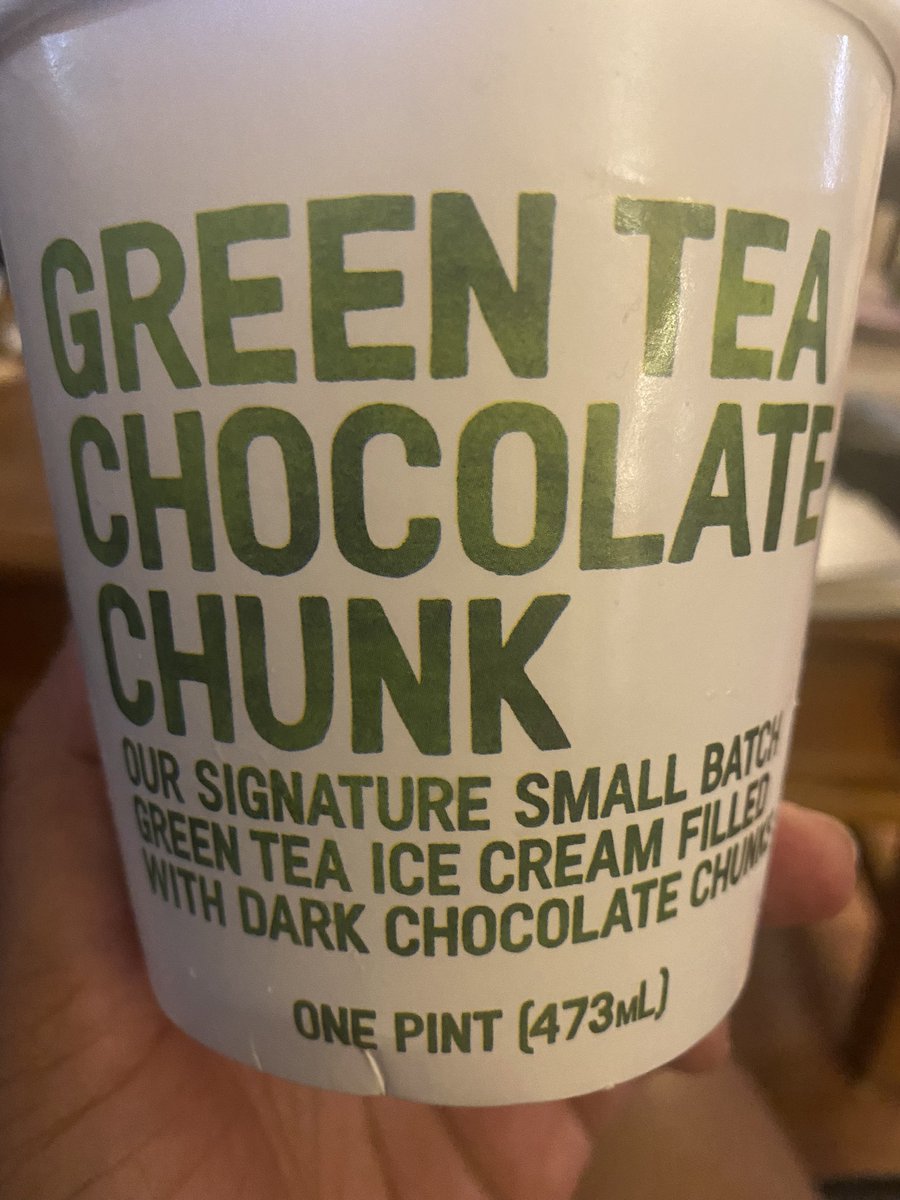 GREEN TEA
CHOCOLATE
CHUNK
OUR SIGNATURE SMALL BATCH
GREEN TEA ICE CREAM FILLED
WITH DARK CHOCOLATE CHUNKS
ONE PINT (473mL)